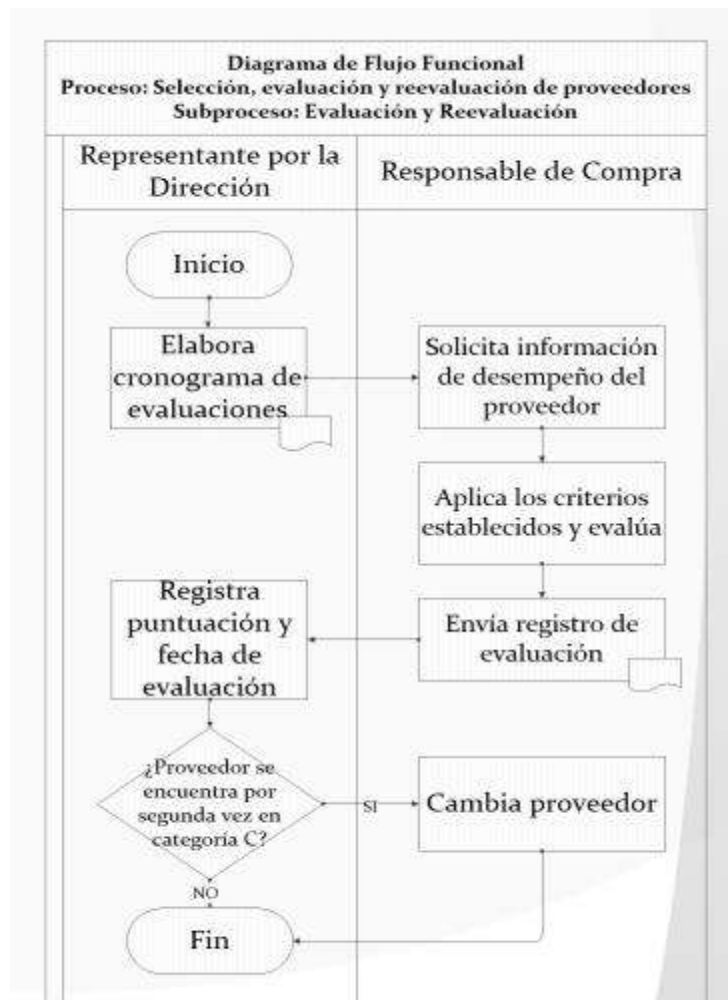 Diagrama de Flujo Funcional
Proceso: Selección, evaluación y reevaluación de proveedores
Subproceso: Evaluación y Reevaluación
Representante por la
Dirección
Responsable de Compra
Inicio
Elabora
cronograma de
evaluaciones
Solicita información
de desempeño del
proveedor
Aplica los criterios
establecidos y evalúa
Envía registro de
evaluación
Registra
puntuación y
fecha de
evaluación
¿Proveedor se
encuentra por
segunda vez en
categoría C?
SI
Cambia proveedor
NO
Fin